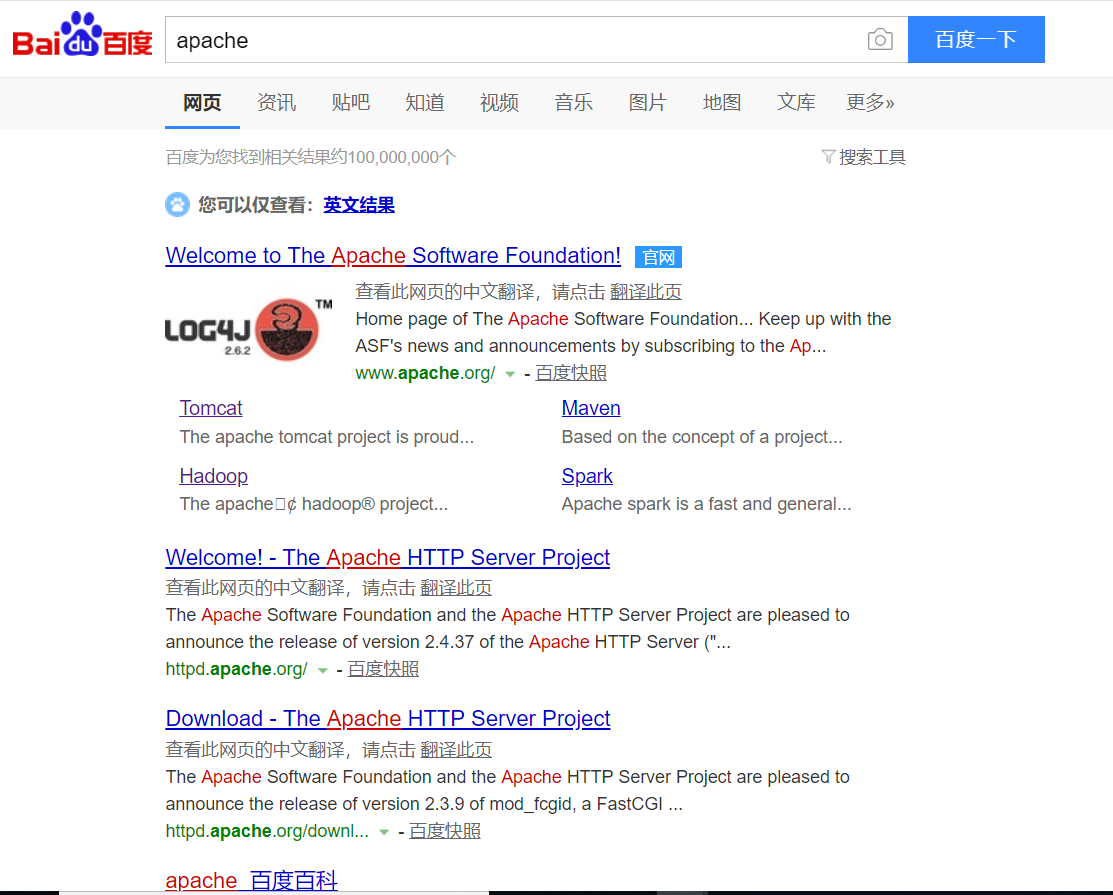 Bai du 百度
apache
百度一下
网页 资讯 贴吧 知道 视频 音乐 图片 地图 文库 更多»
百度为您找到相关结果约100,000,000个 搜索工具
您可以仅查看：英文结果
Welcome to The Apache Software Foundation! 官网
LOG4J 2.6.2 TM
查看此网页的中文翻译，请点击 翻译此页
Home page of The Apache Software Foundation... Keep up with the
ASF's news and announcements by subscribing to the Ap...
www.apache.org/ - 百度快照
Tomcat Maven
The apache tomcat project is proud... Based on the concept of a project...
Hadoop Spark
The apache□¢ hadoop® project... Apache spark is a fast and general...
Welcome! - The Apache HTTP Server Project
查看此网页的中文翻译，请点击 翻译此页
The Apache Software Foundation and the Apache HTTP Server Project are pleased to
announce the release of version 2.4.37 of the Apache HTTP Server ("...
httpd.apache.org/ - 百度快照
Download - The Apache HTTP Server Project
查看此网页的中文翻译，请点击 翻译此页
The Apache Software Foundation and the Apache HTTP Server Project are pleased to
announce the release of version 2.3.9 of mod_fcgid, a FastCGI ...
httpd.apache.org/downl... - 百度快照
apache 百度百科